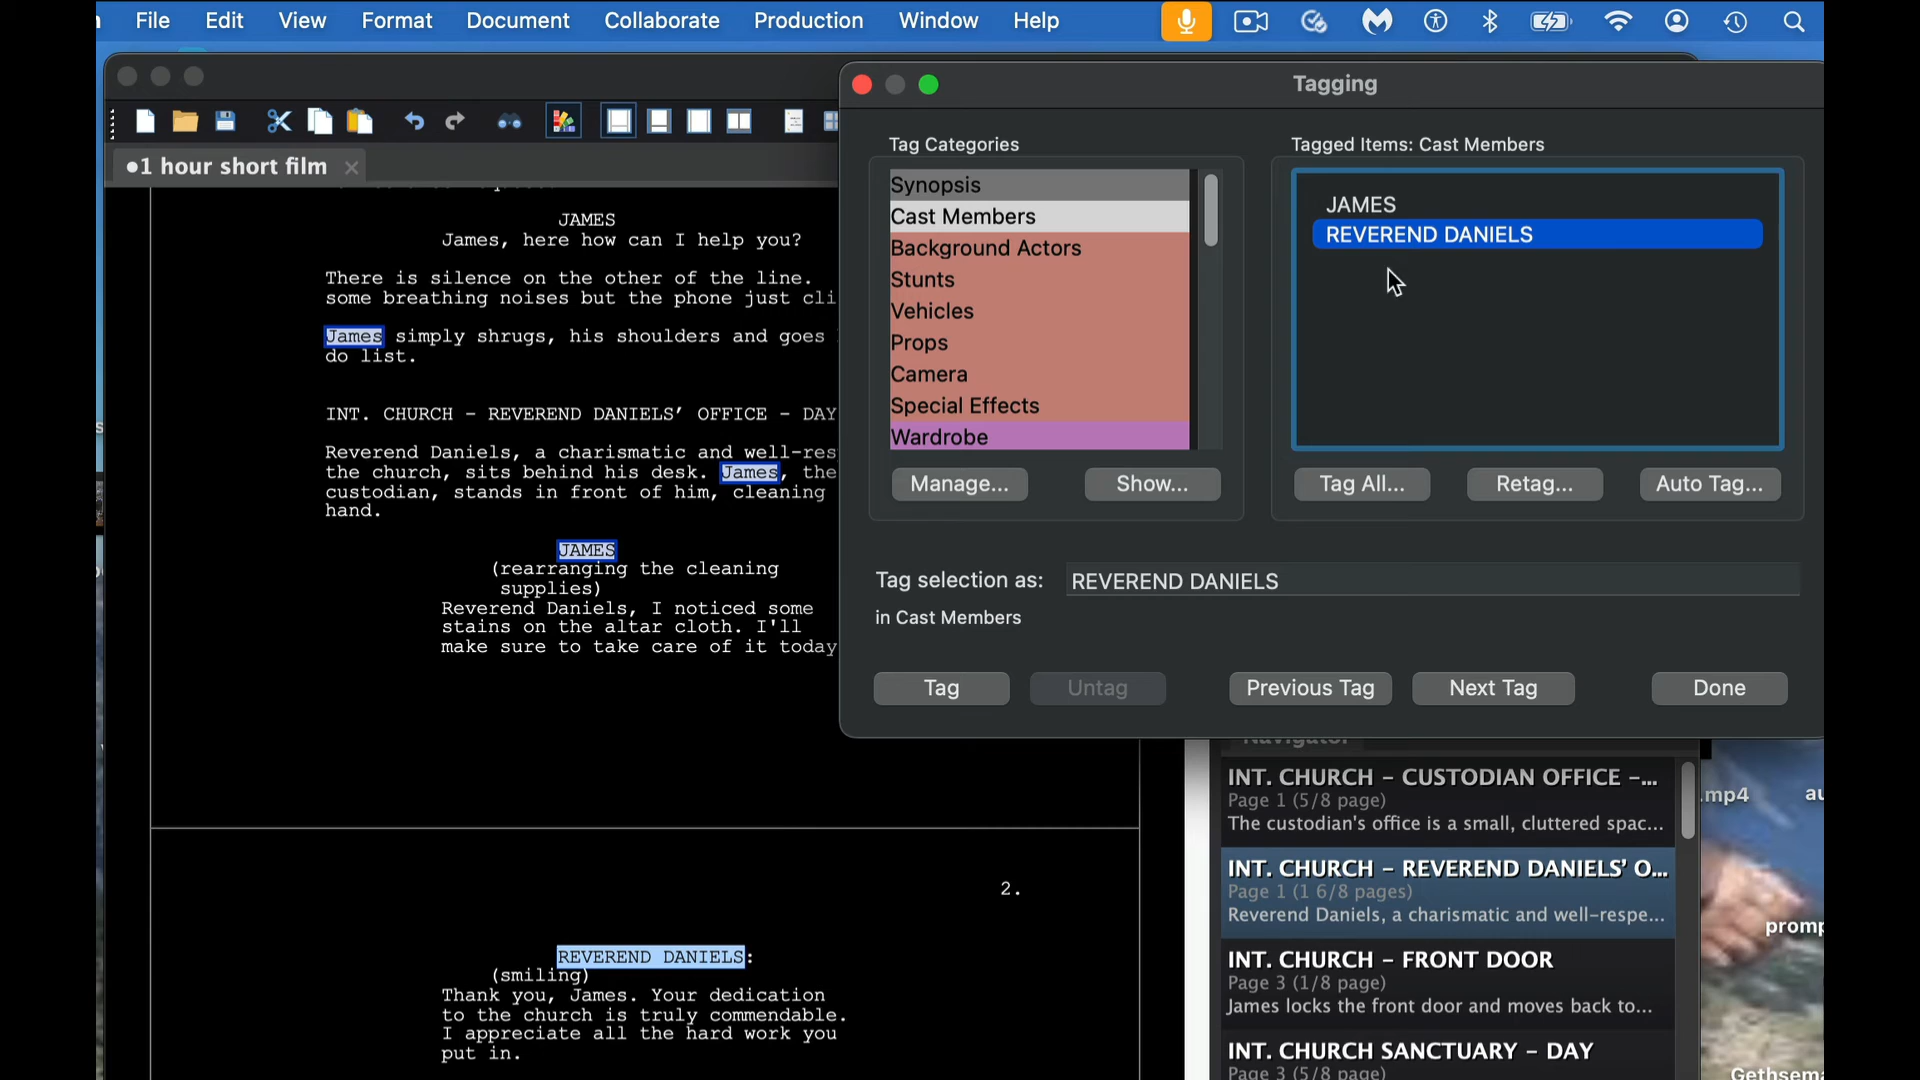 File Edit View Format Document Collaborate Production Window Help
•1 hour short film
JAMES
James, here how can I help you?
There is silence on the other of the line.
some breathing noises but the phone just cli
James simply shrugs, his shoulders and goes
do list.
INT. CHURCH – REVEREND DANIELS’ OFFICE – DAY
Reverend Daniels, a charismatic and well-res
the church, sits behind his desk. James, the
custodian, stands in front of him, cleaning
hand.
JAMES
(rearranging the cleaning
supplies)
Reverend Daniels, I noticed some
stains on the altar cloth. I'll
make sure to take care of it today
2.
REVEREND DANIELS:
(smiling)
Thank you, James. Your dedication
to the church is truly commendable.
I appreciate all the hard work you
put in.
Tagging
Tag Categories
Synopsis
Cast Members
Background Actors
Stunts
Vehicles
Props
Camera
Special Effects
Wardrobe
Manage... Show...
Tagged Items: Cast Members
JAMES
REVEREND DANIELS
Tag All... Retag... Auto Tag...
Tag selection as: REVEREND DANIELS
in Cast Members
Tag Untag Previous Tag Next Tag Done
Navigator
INT. CHURCH – CUSTODIAN OFFICE –...
Page 1 (5/8 page)
The custodian's office is a small, cluttered spac...
INT. CHURCH – REVEREND DANIELS’ O...
Page 1 (1 6/8 pages)
Reverend Daniels, a charismatic and well-respe...
INT. CHURCH – FRONT DOOR
Page 3 (1/8 page)
James locks the front door and moves back to...
INT. CHURCH SANCTUARY – DAY
Page 3 (5/8 page)
.mp4
au
promp
Gethsema